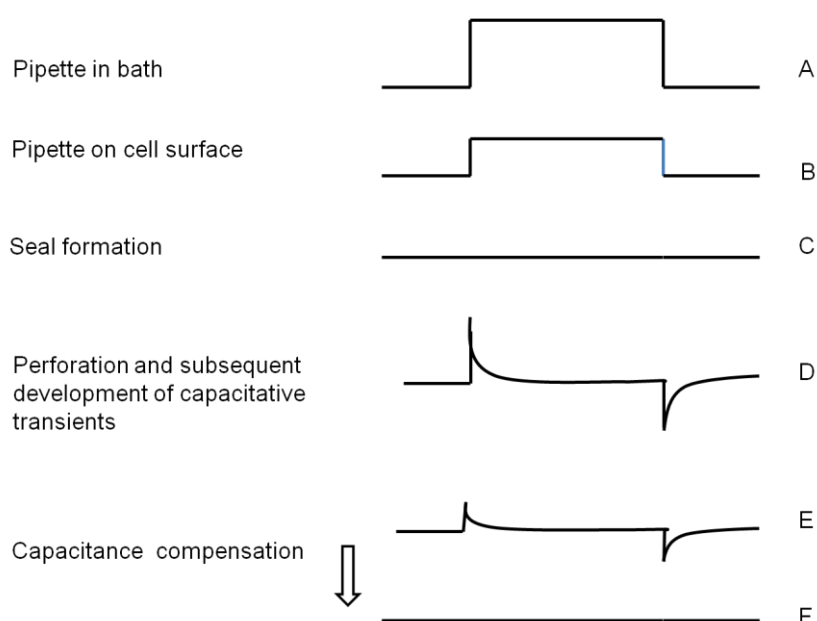 Pipette in bath
A
Pipette on cell surface
B
Seal formation
C
Perforation and subsequent
development of capacitative
transients
D
E
Capacitance compensation
F